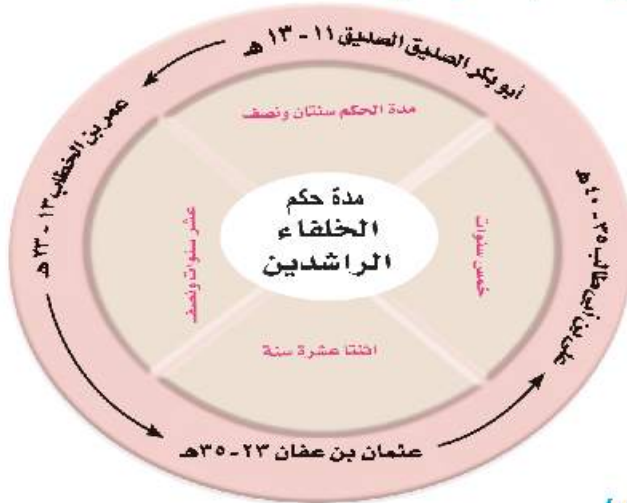 أبو بكر الصديق الصديق ١١ - ١٣ هـ
مدة الحكم سنتان ونصف
عمر بن الخطاب ١٣ - ٢٣ هـ
عشر سنوات ونصف
عثمان بن عفان ٢٣ - ٣٥هـ
اثنتا عشرة سنة
علي بن أبي طالب ٣٥ - ٤٠ هـ
خمس سنوات
مدة حكم
الخلفاء
الراشدين